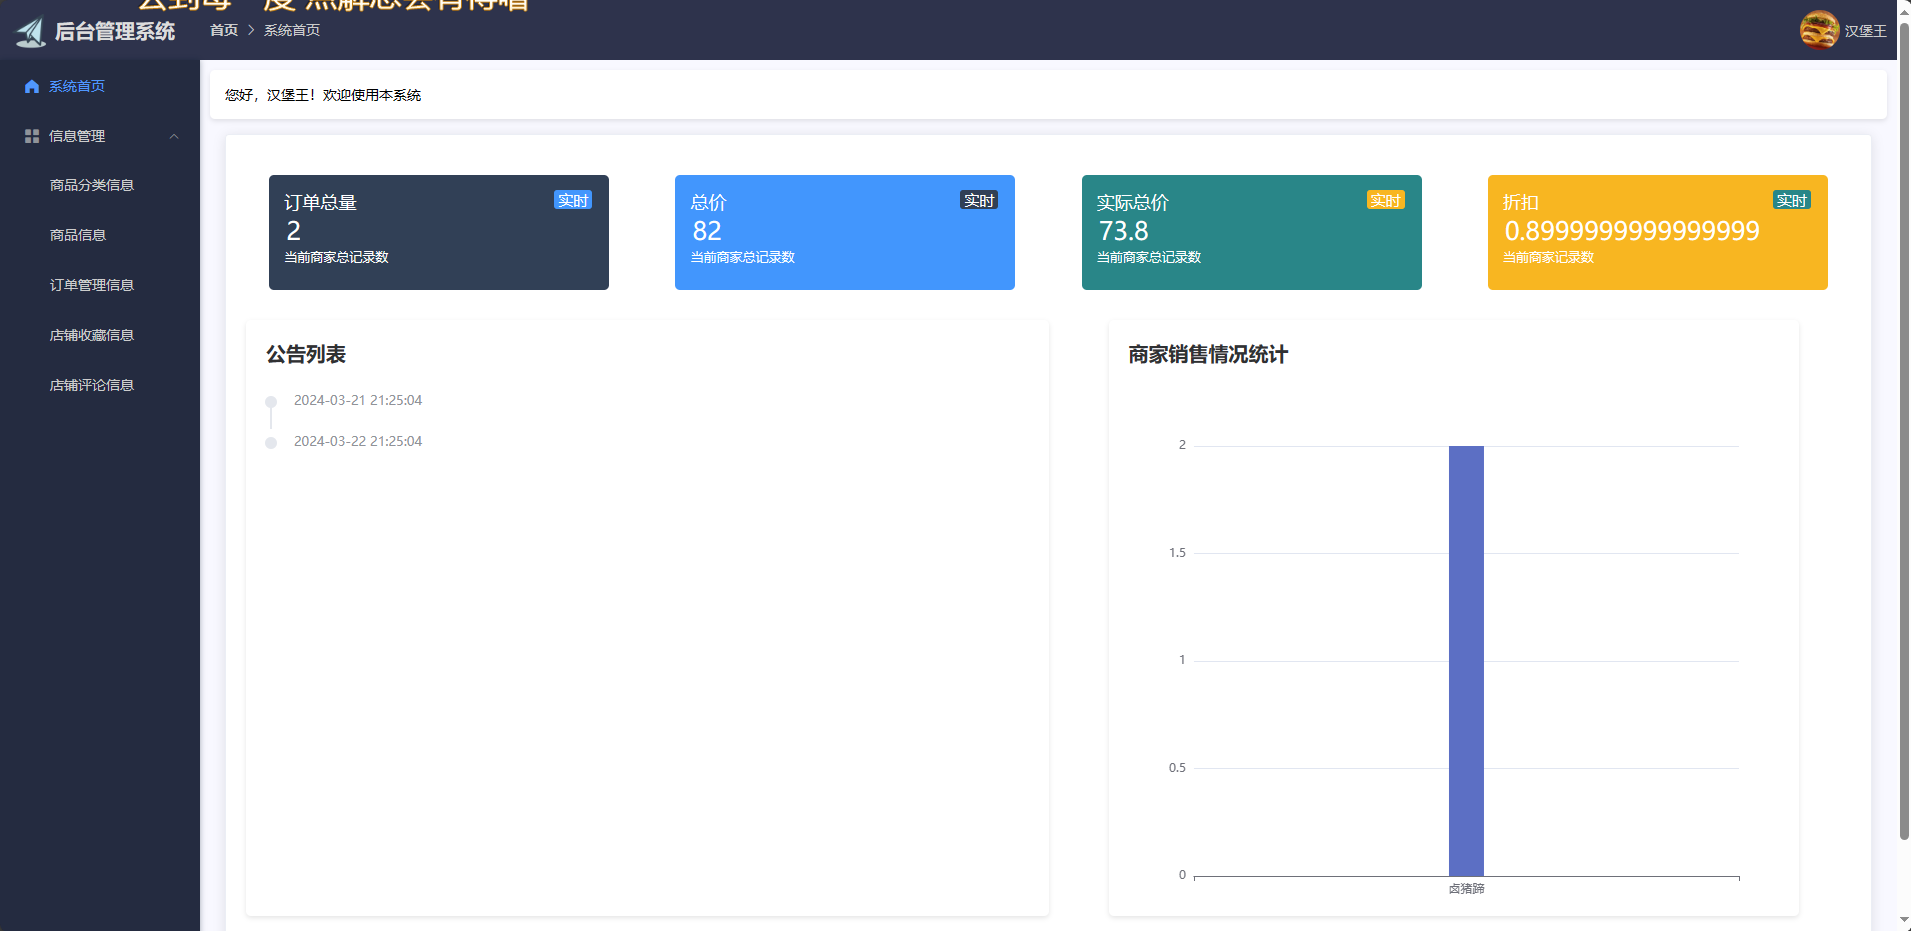 后台管理系统
首页 > 系统首页
汉堡王
系统首页
信息管理
商品分类信息
商品信息
订单管理信息
店铺收藏信息
店铺评论信息
您好，汉堡王！欢迎使用本系统
订单总量 实时
2
当前商家总记录数
总价 实时
82
当前商家总记录数
实际总价 实时
73.8
当前商家总记录数
折扣 实时
0.8999999999999999
当前商家记录数
公告列表
2024-03-21 21:25:04
2024-03-22 21:25:04
商家销售情况统计
2
1.5
1
0.5
0
卤猪蹄